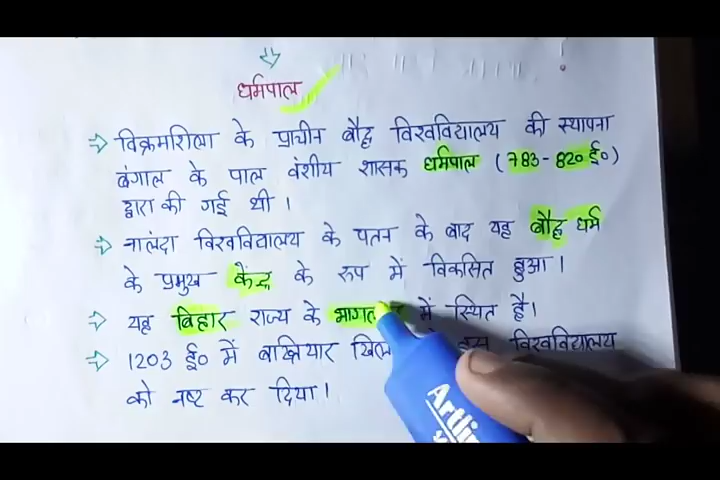 धर्मपाल
⇒ विक्रमशिला के प्राचीन बौद्ध विश्वविद्यालय की स्थापना
बंगाल के पाल वंशीय शासक धर्मपाल (783-820 ई०)
द्वारा की गई थी ।
⇒ नालंदा विश्वविद्यालय के पतन के बाद यह बौद्ध धर्म
के प्रमुख केंद्र के रूप में विकसित हुआ ।
⇒ यह बिहार राज्य के में स्थित है।
⇒ 1203 ई० में बख्तियार विश्वविद्यालय
को नष्ट कर दिया ।
Artline